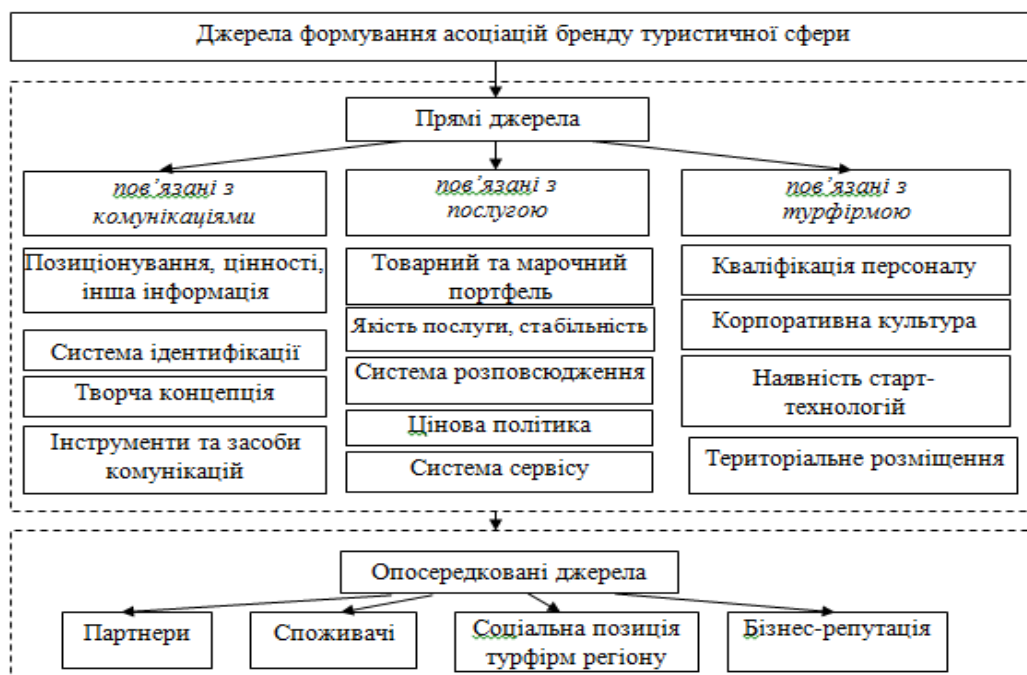 Джерела формування асоціацій бренду туристичної сфери
Прямі джерела
пов’язані з
комунікаціями
Позиціонування, цінності,
інша інформація
Система ідентифікації
Творча концепція
Інструменти та засоби
комунікацій
пов’язані з
послугою
Товарний та марочний
портфель
Якість послуги, стабільність
Система розповсюдження
Цінова політика
Система сервісу
пов’язані з
турфірмою
Кваліфікація персоналу
Корпоративна культура
Наявність старт-
технологій
Територіальне розміщення
Опосередковані джерела
Партнери
Споживачі
Соціальна позиція
турфірм регіону
Бізнес-репутація